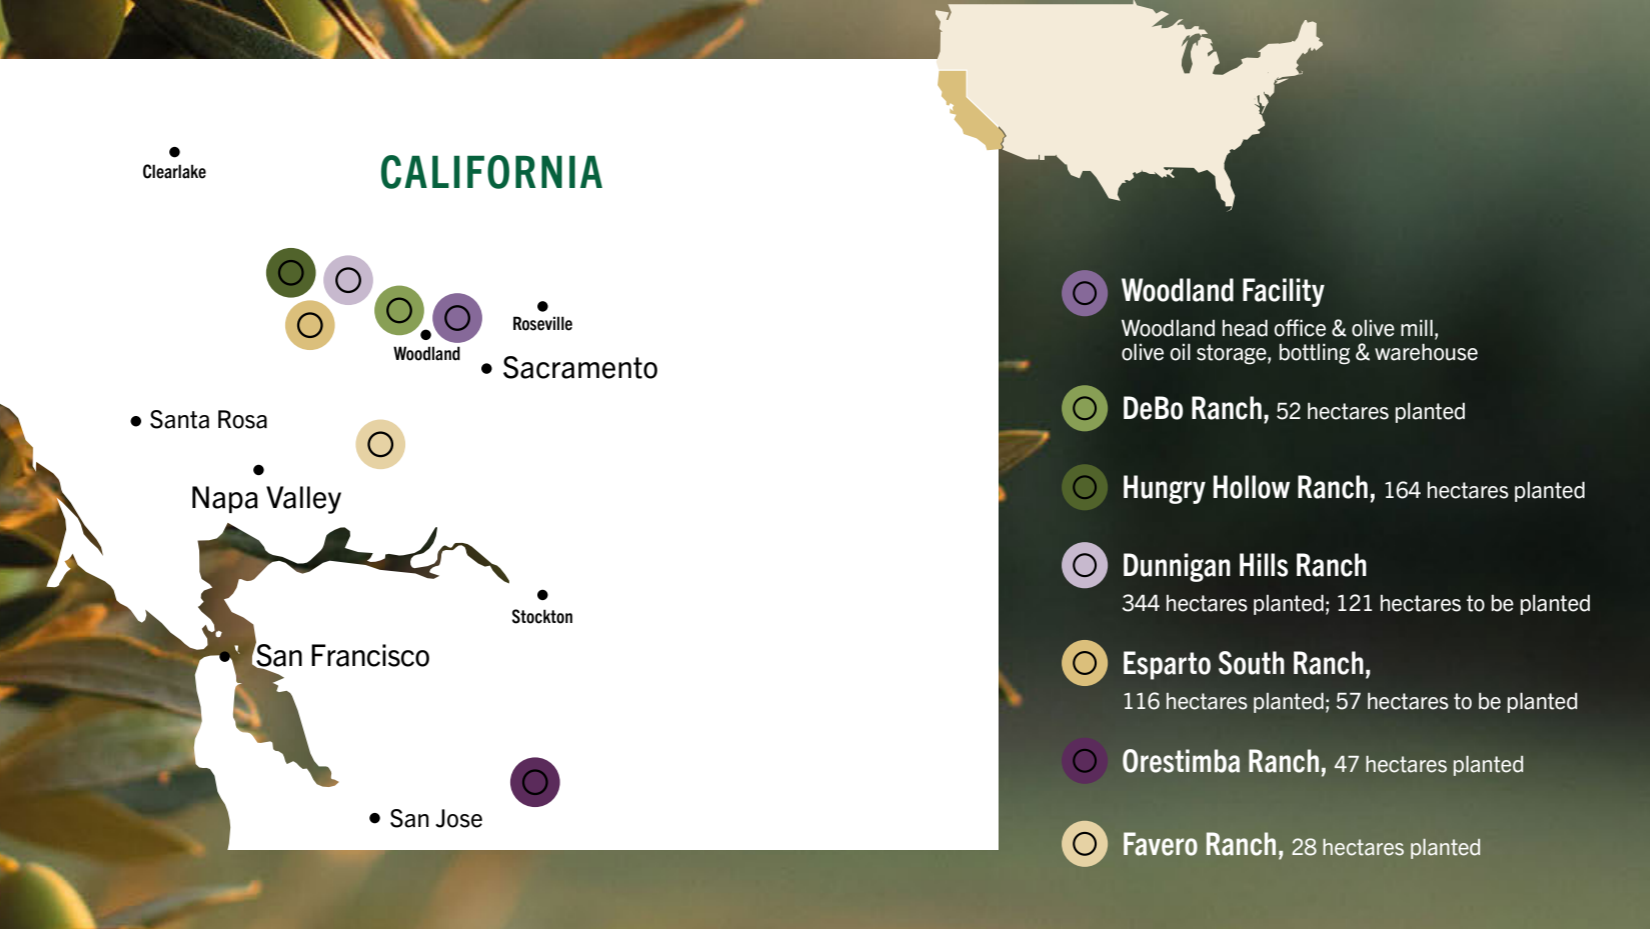 CALIFORNIA
Clearlake
Roseville
Woodland
Sacramento
Santa Rosa
Napa Valley
Stockton
San Francisco
San Jose
Woodland Facility
Woodland head office & olive mill,
olive oil storage, bottling & warehouse
DeBo Ranch, 52 hectares planted
Hungry Hollow Ranch, 164 hectares planted
Dunnigan Hills Ranch
344 hectares planted; 121 hectares to be planted
Esparto South Ranch,
116 hectares planted; 57 hectares to be planted
Orestimba Ranch, 47 hectares planted
Favero Ranch, 28 hectares planted